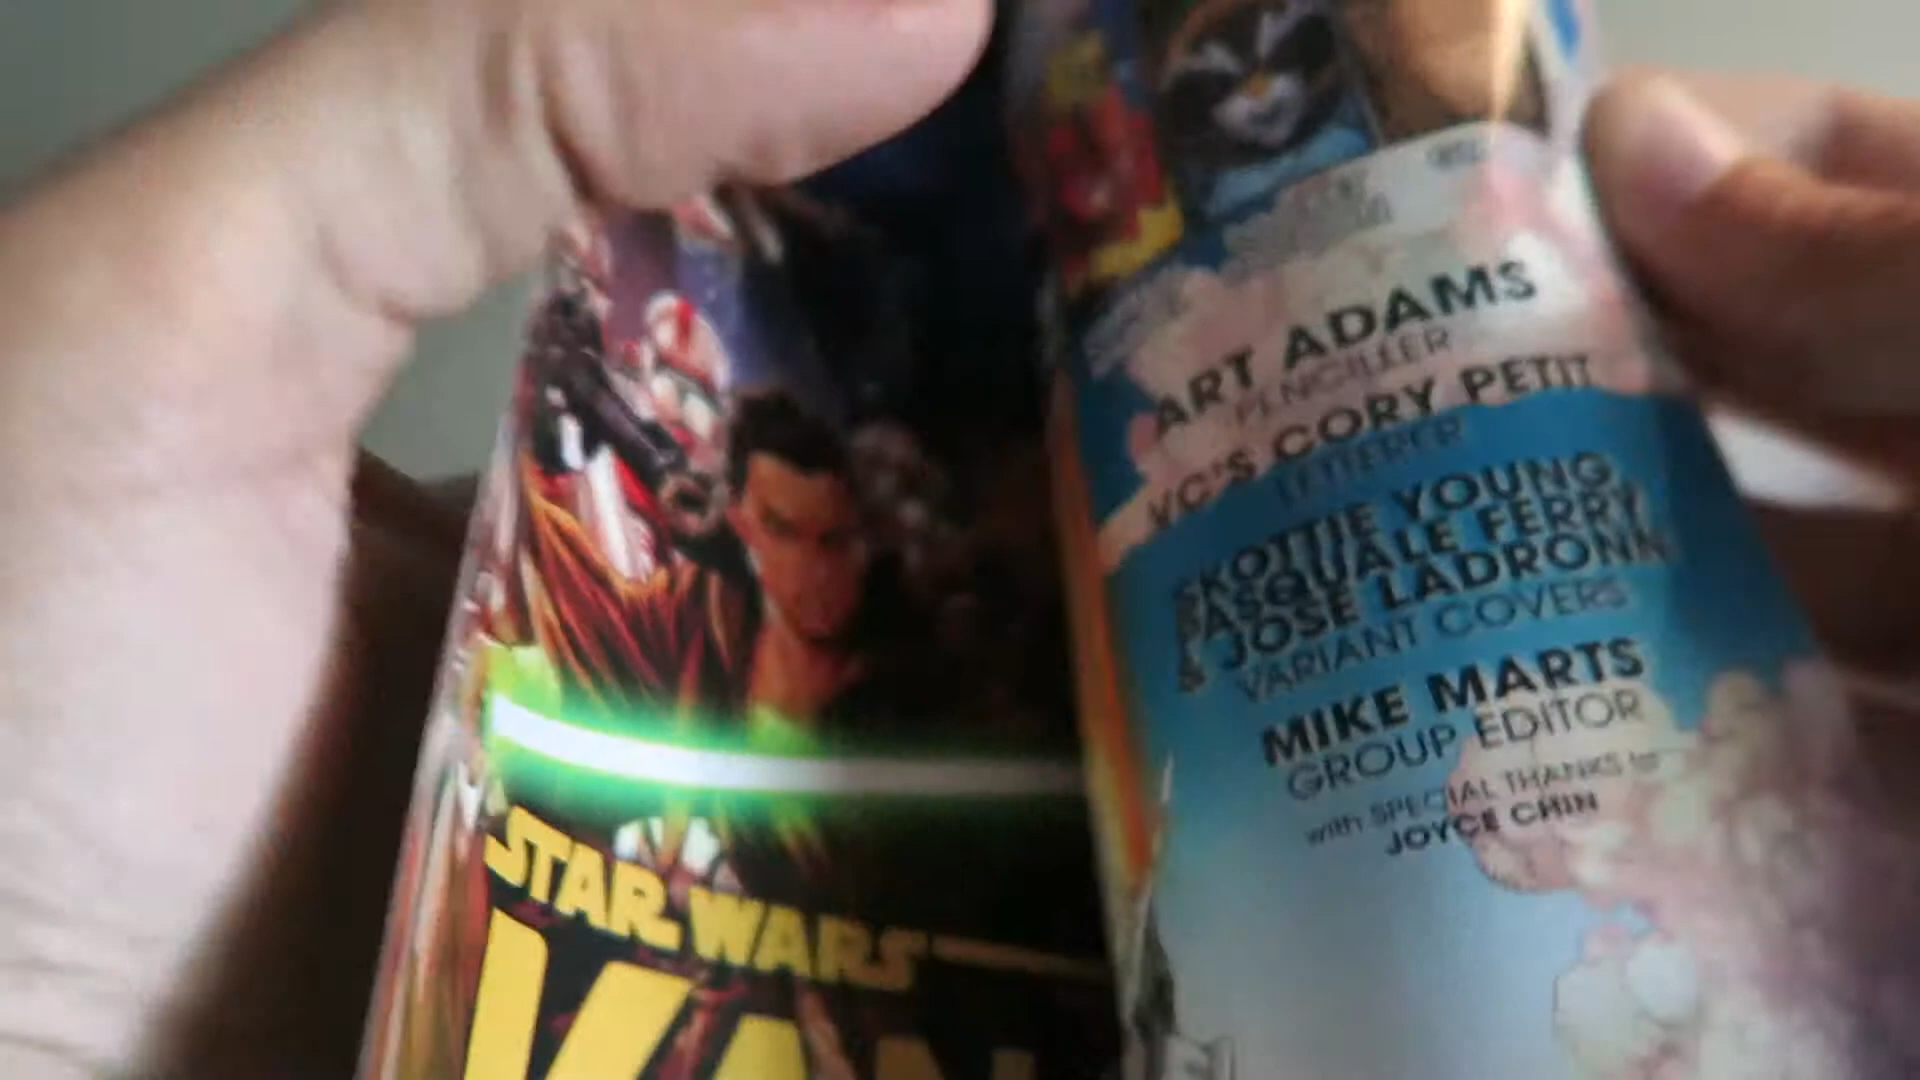 STAR WARS
ART ADAMS
PENCILLER
VC'S CORY PETIT
LETTERER
SKOTTIE YOUNG,
PASQUALE FERRY
& JOSE LADRONN
VARIANT COVERS
MIKE MARTS
GROUP EDITOR
with SPECIAL THANKS to
JOYCE CHIN